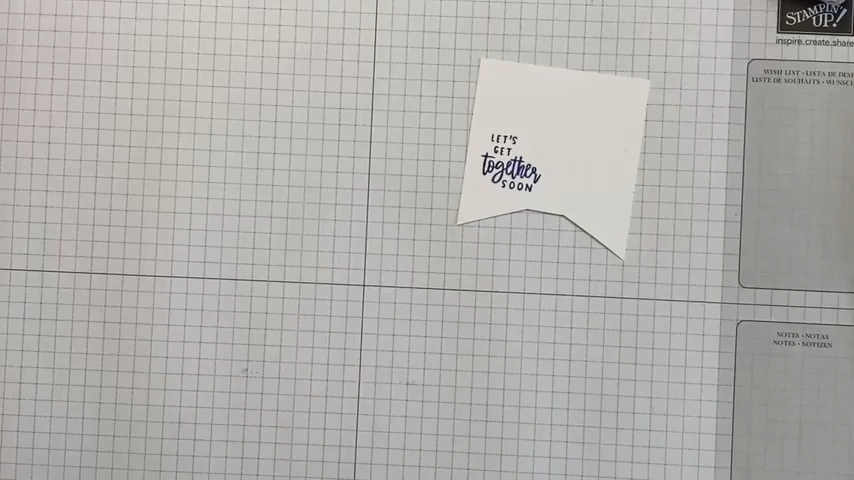 STAMPIN' UP!
inspire.create.share
WISH LIST • LISTA DE DESE
LISTE DE SOUHAITS • WUNSCH
LET'S
GET
together
SOON
NOTES • NOTAS
NOTES • NOTIZEN